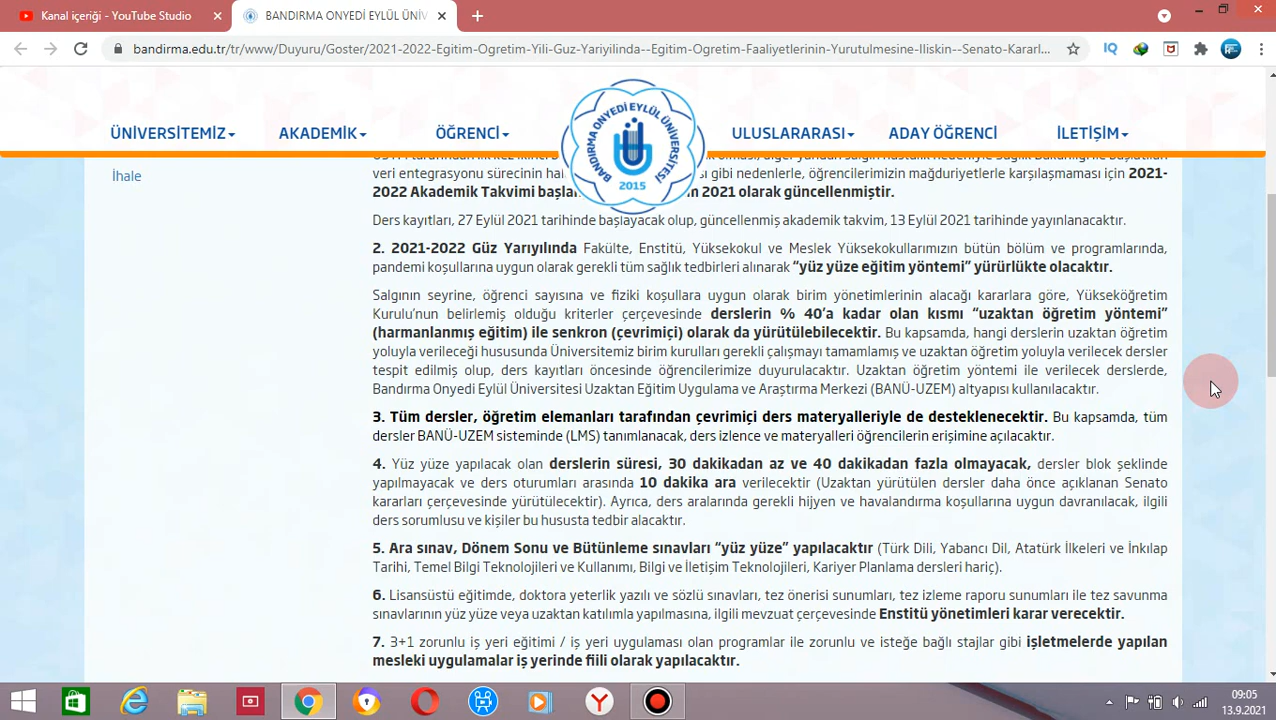 Kanal içeriği - YouTube Studio
BANDIRMA ONYEDİ EYLÜL ÜNİV
bandirma.edu.tr/tr/www/Duyuru/Goster/2021-2022-Egitim-Ogretim-Yili-Guz-Yariyilinda--Egitim-Ogretim-Faaliyetlerinin-Yurutulmesine-Iliskin--Senato-Kararl...
ÜNİVERSİTEMİZ
AKADEMİK
ÖĞRENCİ
BANDIRMA ONYEDİ EYLÜL ÜNİVERSİTESİ
2015
ULUSLARARASI
ADAY ÖĞRENCİ
İLETİŞİM
İhale
veri entegrasyonu sürecinin gibi nedenlerle, öğrencilerimizin mağduriyetlerle karşılaşmaması için 2021-
2022 Akademik Takvimi 2021 olarak güncellenmiştir.
Ders kayıtları, 27 Eylül 2021 tarihinde başlayacak olup, güncellenmiş akademik takvim, 13 Eylül 2021 tarihinde yayınlanacaktır.
2. 2021-2022 Güz Yarıyılında Fakülte, Enstitü, Yüksekokul ve Meslek Yüksekokullarımızın bütün bölüm ve programlarında,
pandemi koşullarına uygun olarak gerekli tüm sağlık tedbirleri alınarak “yüz yüze eğitim yöntemi” yürürlükte olacaktır.
Salgının seyrine, öğrenci sayısına ve fiziki koşullara uygun olarak birim yönetimlerinin alacağı kararlara göre, Yükseköğretim
Kurulu’nun belirlemiş olduğu kriterler çerçevesinde derslerin % 40’a kadar olan kısmı “uzaktan öğretim yöntemi”
(harmanlanmış eğitim) ile senkron (çevrimiçi) olarak da yürütülebilecektir. Bu kapsamda, hangi derslerin uzaktan öğretim
yoluyla verileceği hususunda Üniversitemiz birim kurulları gerekli çalışmayı tamamlamış ve uzaktan öğretim yoluyla verilecek dersler
tespit edilmiş olup, ders kayıtları öncesinde öğrencilerimize duyurulacaktır. Uzaktan öğretim yöntemi ile verilecek derslerde,
Bandırma Onyedi Eylül Üniversitesi Uzaktan Eğitim Uygulama ve Araştırma Merkezi (BANÜ-UZEM) altyapısı kullanılacaktır.
3. Tüm dersler, öğretim elemanları tarafından çevrimiçi ders materyalleriyle de desteklenecektir. Bu kapsamda, tüm
dersler BANÜ-UZEM sisteminde (LMS) tanımlanacak, ders izlence ve materyalleri öğrencilerin erişimine açılacaktır.
4. Yüz yüze yapılacak olan derslerin süresi, 30 dakikadan az ve 40 dakikadan fazla olmayacak, dersler blok şeklinde
yapılmayacak ve ders oturumları arasında 10 dakika ara verilecektir (Uzaktan yürütülen dersler daha önce açıklanan Senato
kararları çerçevesinde yürütülecektir). Ayrıca, ders aralarında gerekli hijyen ve havalandırma koşullarına uygun davranılacak, ilgili
ders sorumlusu ve kişiler bu hususta tedbir alacaktır.
5. Ara sınav, Dönem Sonu ve Bütünleme sınavları “yüz yüze” yapılacaktır (Türk Dili, Yabancı Dil, Atatürk İlkeleri ve İnkılap
Tarihi, Temel Bilgi Teknolojileri ve Kullanımı, Bilgi ve İletişim Teknolojileri, Kariyer Planlama dersleri hariç).
6. Lisansüstü eğitimde, doktora yeterlik yazılı ve sözlü sınavları, tez önerisi sunumları, tez izleme raporu sunumları ile tez savunma
sınavlarının yüz yüze veya uzaktan katılımla yapılmasına, ilgili mevzuat çerçevesinde Enstitü yönetimleri karar verecektir.
7. 3+1 zorunlu iş yeri eğitimi / iş yeri uygulaması olan programlar ile zorunlu ve isteğe bağlı stajlar gibi işletmelerde yapılan
mesleki uygulamalar iş yerinde fiili olarak yapılacaktır.
09:05
13.9.2021